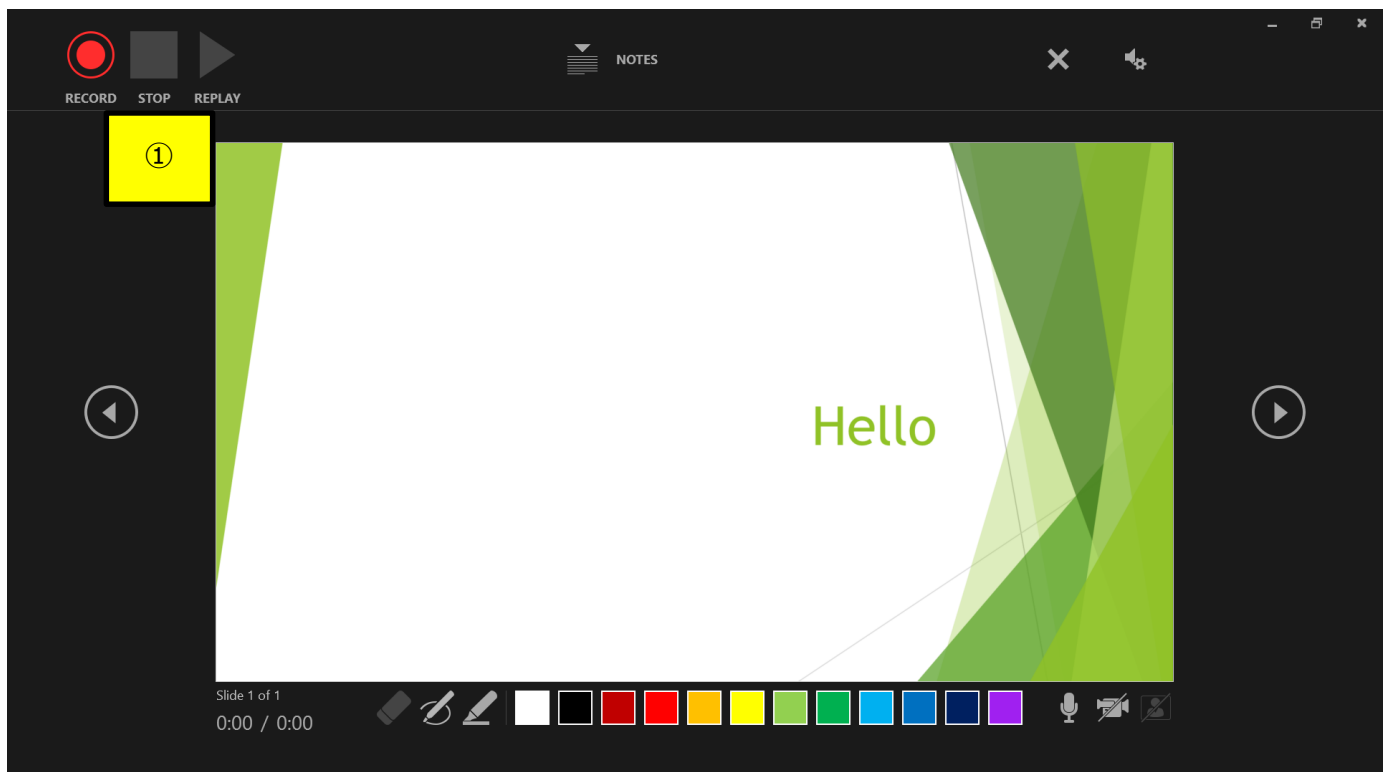 NOTES
RECORD STOP REPLAY
①
Hello
Slide 1 of 1
0:00 / 0:00